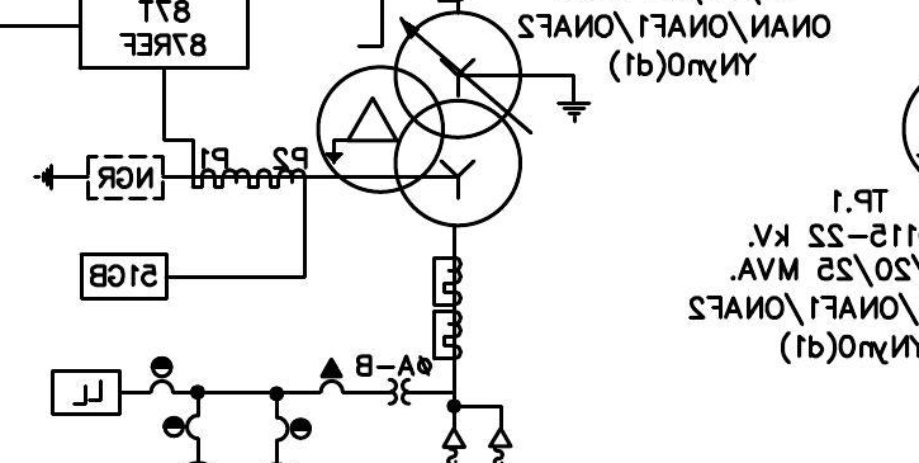 87T
87REF
ONAN/ONAF1/ONAF2
YNyn0(d1)
P1
P2
NGR
TP.1
115-22 kV.
51GB
/20/25 MVA.
/ONAF1/ONAF2
YNyn0(d1)
øA-B
LL